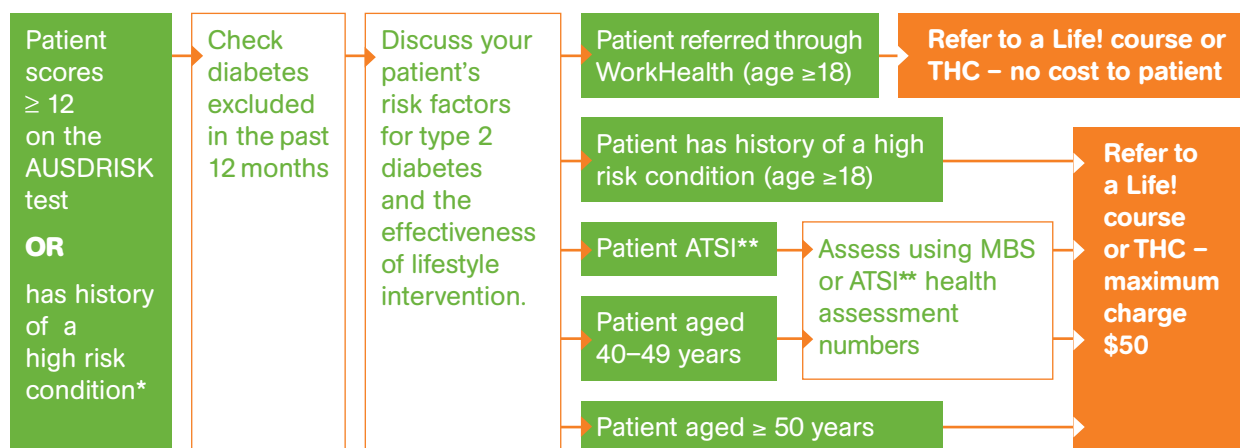 Patient
scores
≥ 12
on the
AUSDRISK
test
OR
has history
of a
high risk
condition*
Check
diabetes
excluded
in the past
12 months
Discuss your
patient’s
risk factors
for type 2
diabetes
and the
effectiveness
of lifestyle
intervention.
Patient referred through
WorkHealth (age ≥18)
Refer to a Life! course or
THC – no cost to patient
Patient has history of a high
risk condition (age ≥18)
Patient ATSI**
Patient aged
40–49 years
Assess using MBS
or ATSI** health
assessment
numbers
Patient aged ≥ 50 years
Refer to
a Life!
course
or THC –
maximum
charge
$50